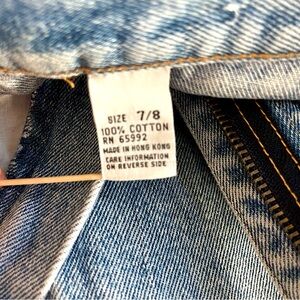 SIZE 7/8
100% COTTON
RN 65992
MADE IN HONG KONG
CARE INFORMATION
ON REVERSE SIDE